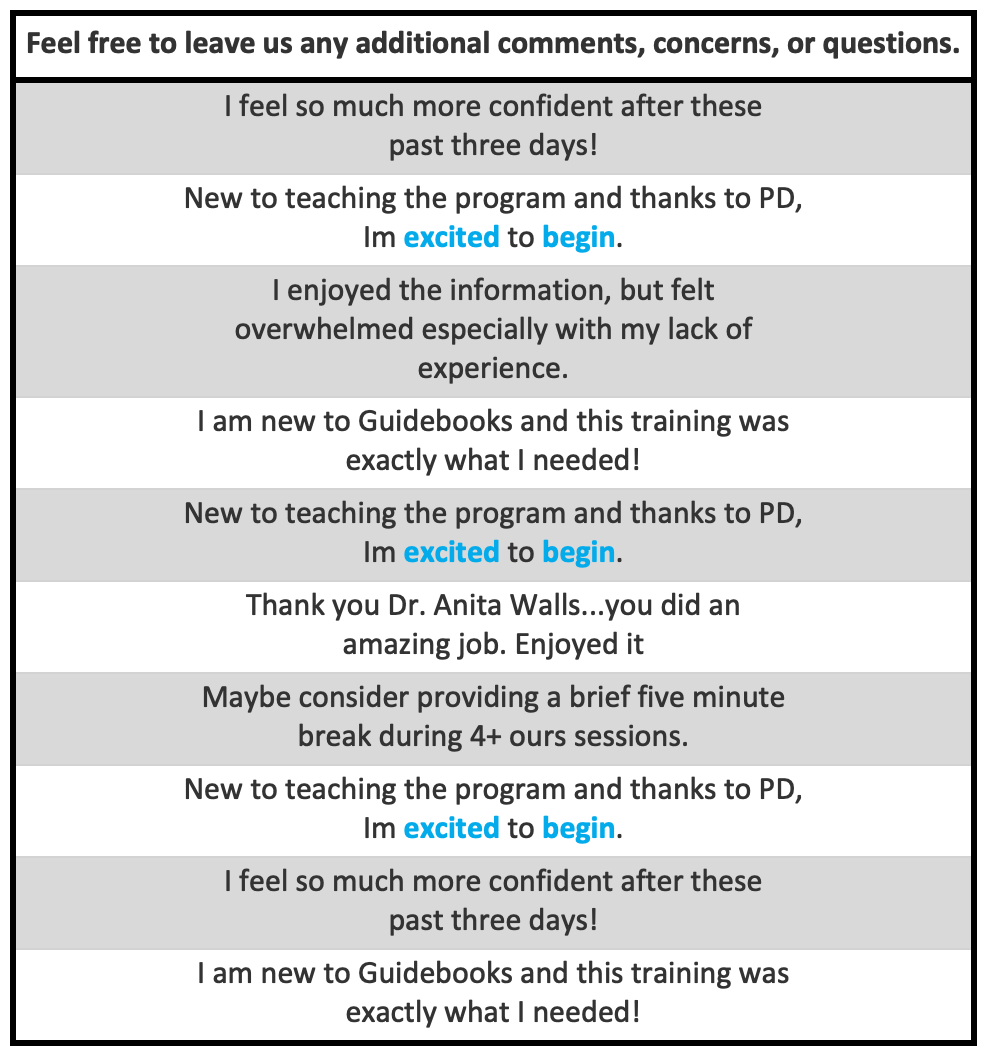 Feel free to leave us any additional comments, concerns, or questions.
I feel so much more confident after these
past three days!
New to teaching the program and thanks to PD,
Im excited to begin.
I enjoyed the information, but felt
overwhelmed especially with my lack of
experience.
I am new to Guidebooks and this training was
exactly what I needed!
New to teaching the program and thanks to PD,
Im excited to begin.
Thank you Dr. Anita Walls...you did an
amazing job. Enjoyed it
Maybe consider providing a brief five minute
break during 4+ ours sessions.
New to teaching the program and thanks to PD,
Im excited to begin.
I feel so much more confident after these
past three days!
I am new to Guidebooks and this training was
exactly what I needed!